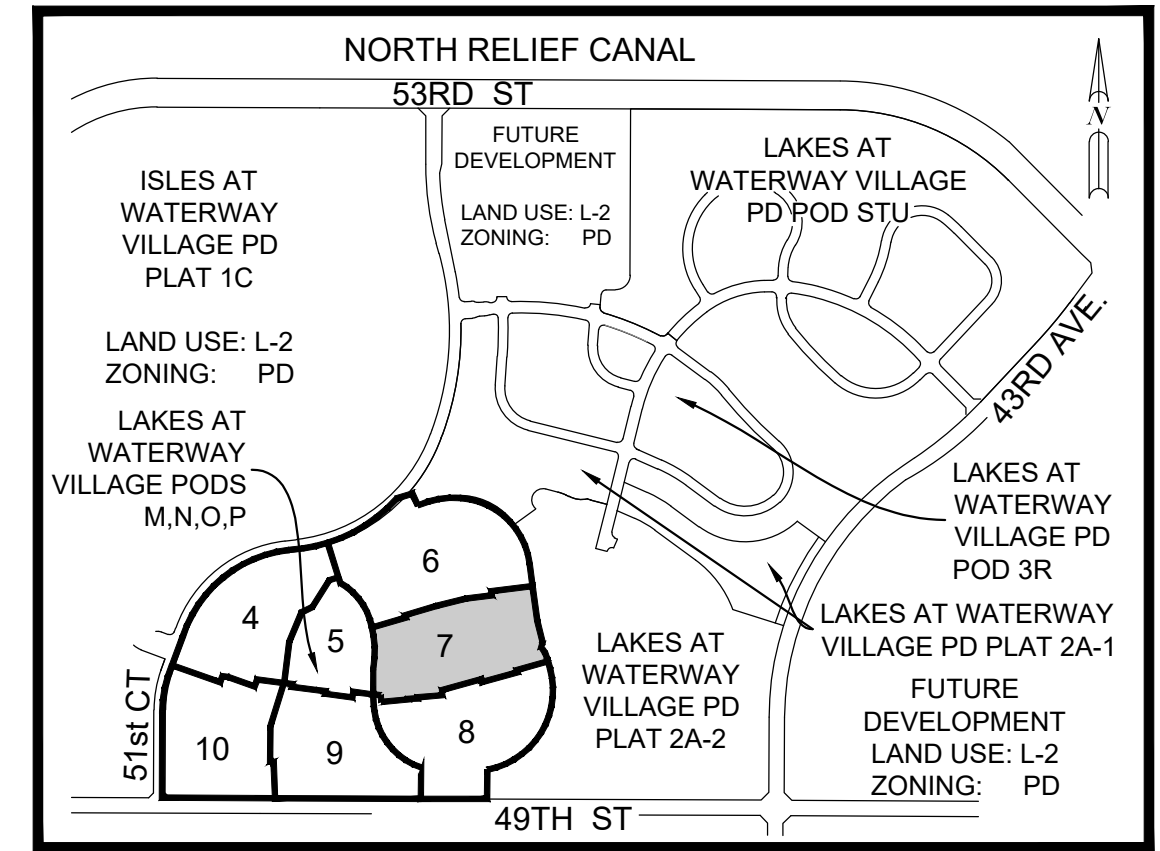 NORTH RELIEF CANAL
53RD ST
N
FUTURE
DEVELOPMENT
LAND USE: L-2
ZONING: PD
LAKES AT
WATERWAY VILLAGE
PD POD STU
ISLES AT
WATERWAY
VILLAGE PD
PLAT 1C
LAND USE: L-2
ZONING: PD
43RD AVE.
LAKES AT
WATERWAY
VILLAGE PODS
M,N,O,P
LAKES AT
WATERWAY
VILLAGE PD
POD 3R
6
4
5
7
LAKES AT WATERWAY
VILLAGE PD PLAT 2A-1
LAKES AT
WATERWAY
VILLAGE PD
PLAT 2A-2
FUTURE
DEVELOPMENT
LAND USE: L-2
ZONING: PD
51st CT
10
9
8
49TH ST